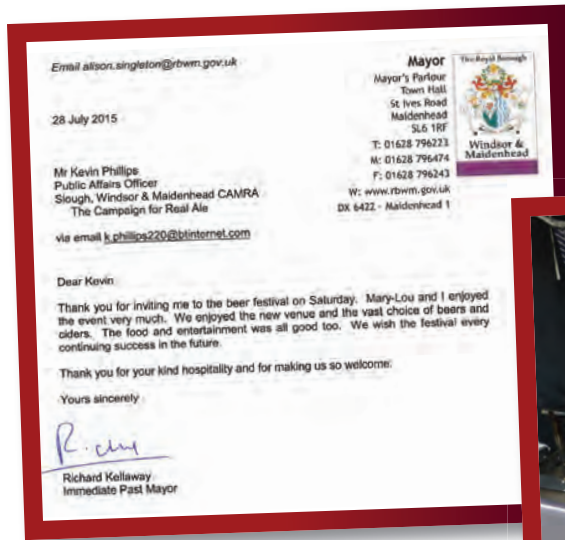 Email alison.singleton@rbwm.gov.uk
28 July 2015
Mayor
Mayor's Parlour
Town Hall
St Ives Road
Maidenhead
SL6 1RF
T: 01628 796223
M: 01628 796474
F: 01628 796243
W: www.rbwm.gov.uk
DX 6422 - Maidenhead 1
The Royal Borough
Windsor &
Maidenhead
Mr Kevin Phillips
Public Affairs Officer
Slough, Windsor & Maidenhead CAMRA
The Campaign for Real Ale
via email k.phillips220@btinternet.com
Dear Kevin
Thank you for inviting me to the beer festival on Saturday. Mary-Lou and I enjoyed
the event very much. We enjoyed the new venue and the vast choice of beers and
ciders. The food and entertainment was all good too. We wish the festival every
continuing success in the future.
Thank you for your kind hospitality and for making us so welcome.
Yours sincerely
Richard Kellaway
Immediate Past Mayor